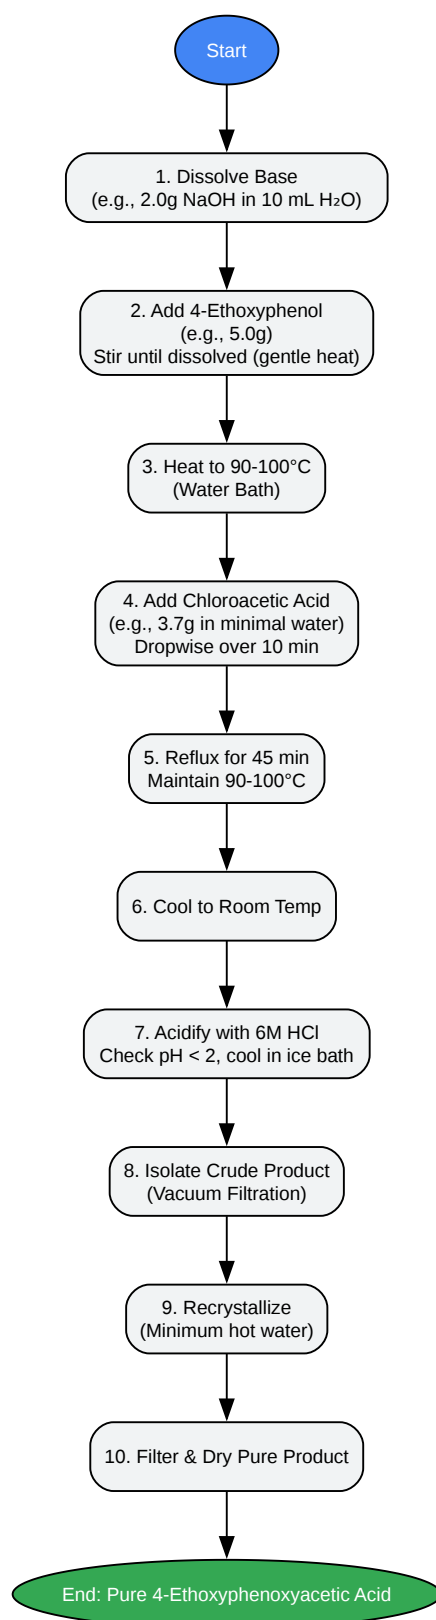 Start
1. Dissolve Base
(e.g., 2.0g NaOH in 10 mL H₂O)
2. Add 4-Ethoxyphenol
(e.g., 5.0g)
Stir until dissolved (gentle heat)
3. Heat to 90-100°C
(Water Bath)
4. Add Chloroacetic Acid
(e.g., 3.7g in minimal water)
Dropwise over 10 min
5. Reflux for 45 min
Maintain 90-100°C
6. Cool to Room Temp
7. Acidify with 6M HCl
Check pH < 2, cool in ice bath
8. Isolate Crude Product
(Vacuum Filtration)
9. Recrystallize
(Minimum hot water)
10. Filter & Dry Pure Product
End: Pure 4-Ethoxyphenoxyacetic Acid